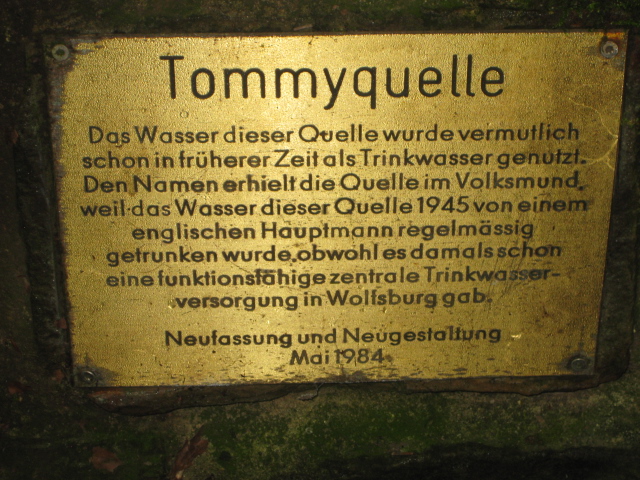 Tommyquelle
Das Wasser dieser Quelle wurde vermutlich
schon in früherer Zeit als Trinkwasser genutzt.
Den Namen erhielt die Quelle im Volksmund,
weil das Wasser dieser Quelle 1945 von einem
englischen Hauptmann regelmässig
getrunken wurde, obwohl es damals schon
eine funktionsfähige zentrale Trinkwasser-
versorgung in Wolfsburg gab.
Neufassung und Neugestaltung
Mai 1984